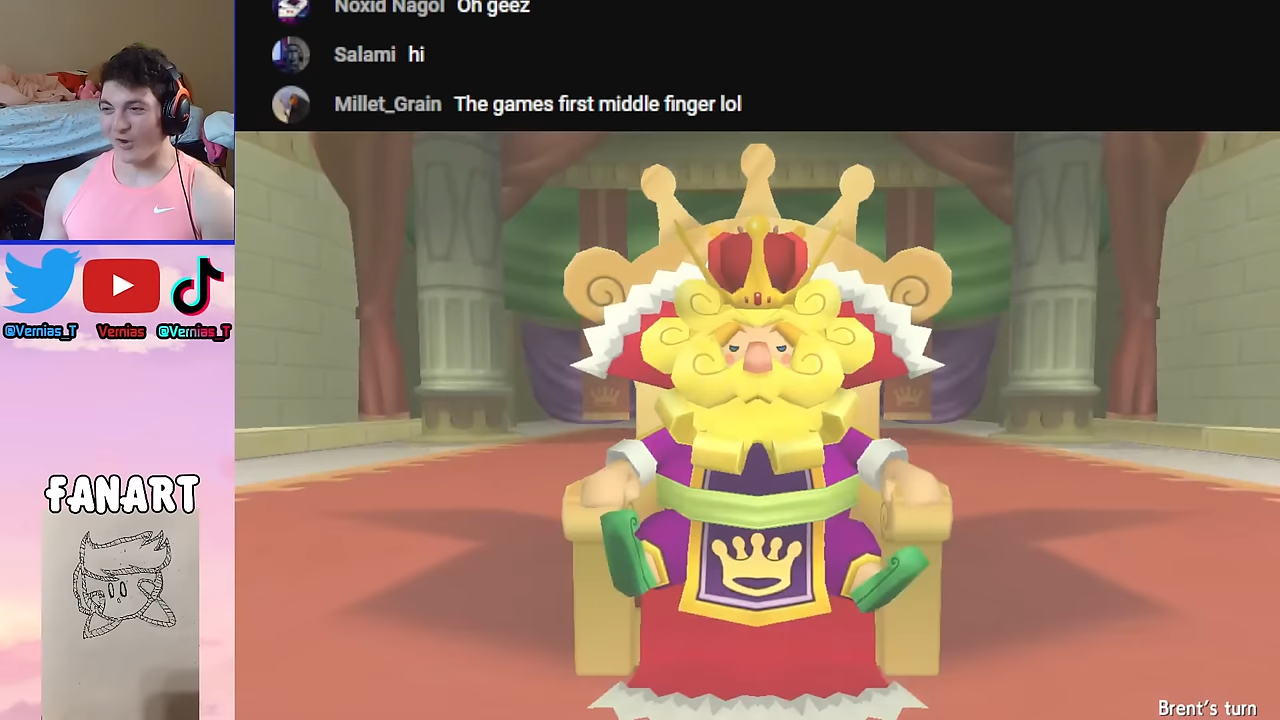 Noxid Nagol Oh geez
Salami hi
Millet_Grain The games first middle finger lol
@Vernias_T Vernias @Vernias_T
FANART
Brent's turn